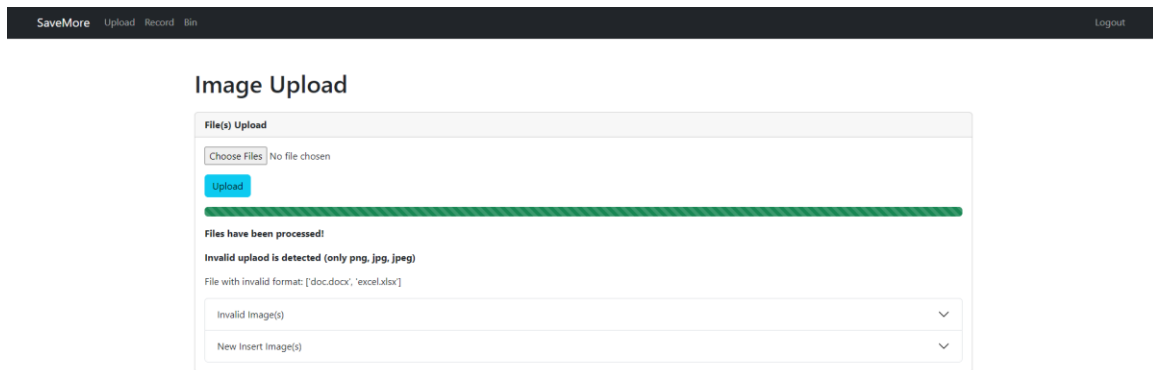 SaveMore Upload Record Bin Logout
Image Upload
File(s) Upload
Choose Files No file chosen
Upload
Files have been processed!
Invalid uplaod is detected (only png, jpg, jpeg)
File with invalid format: ['doc.docx', 'excel.xlsx']
Invalid Image(s)
New Insert Image(s)